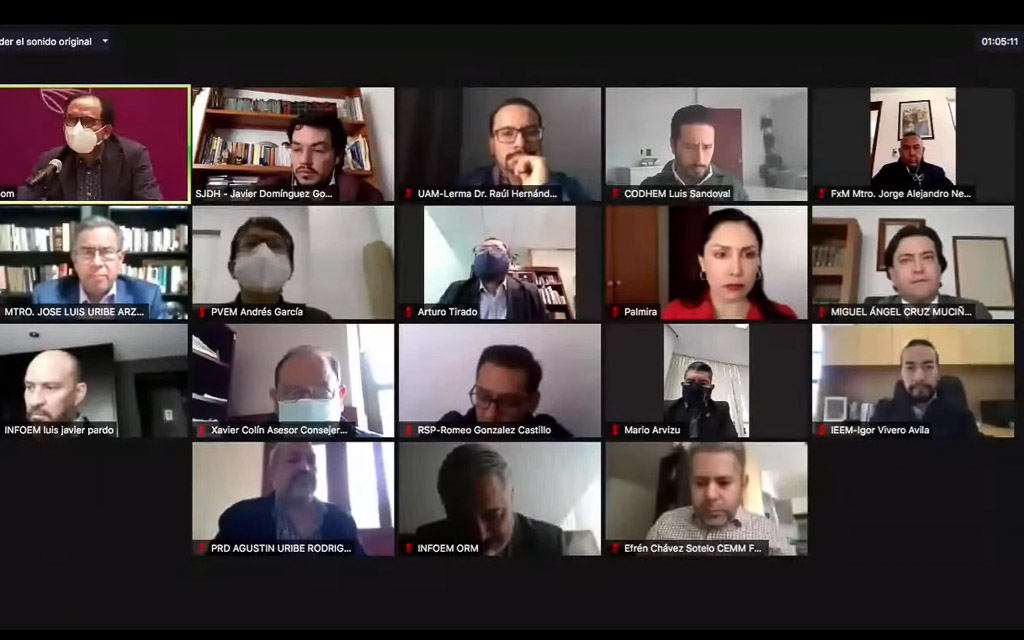 der el sonido original
01:05:11
om
SJDH - Javier Domínguez Go...
UAM-Lerma Dr. Raúl Hernánd...
CODHEM Luis Sandoval
FxM Mtro. Jorge Alejandro Ne...
MTRO. JOSE LUIS URIBE ARZ...
PVEM Andrés García
Arturo Tirado
Palmira
MIGUEL ÁNGEL CRUZ MUCIÑ...
INFOEM luis javier pardo
Xavier Colín Asesor Consejer...
RSP-Romeo Gonzalez Castillo
Mario Arvizu
IEEM-Igor Vivero Avila
PRD AGUSTIN URIBE RODRIG...
INFOEM ORM
Efrén Chávez Sotelo CEMM F...